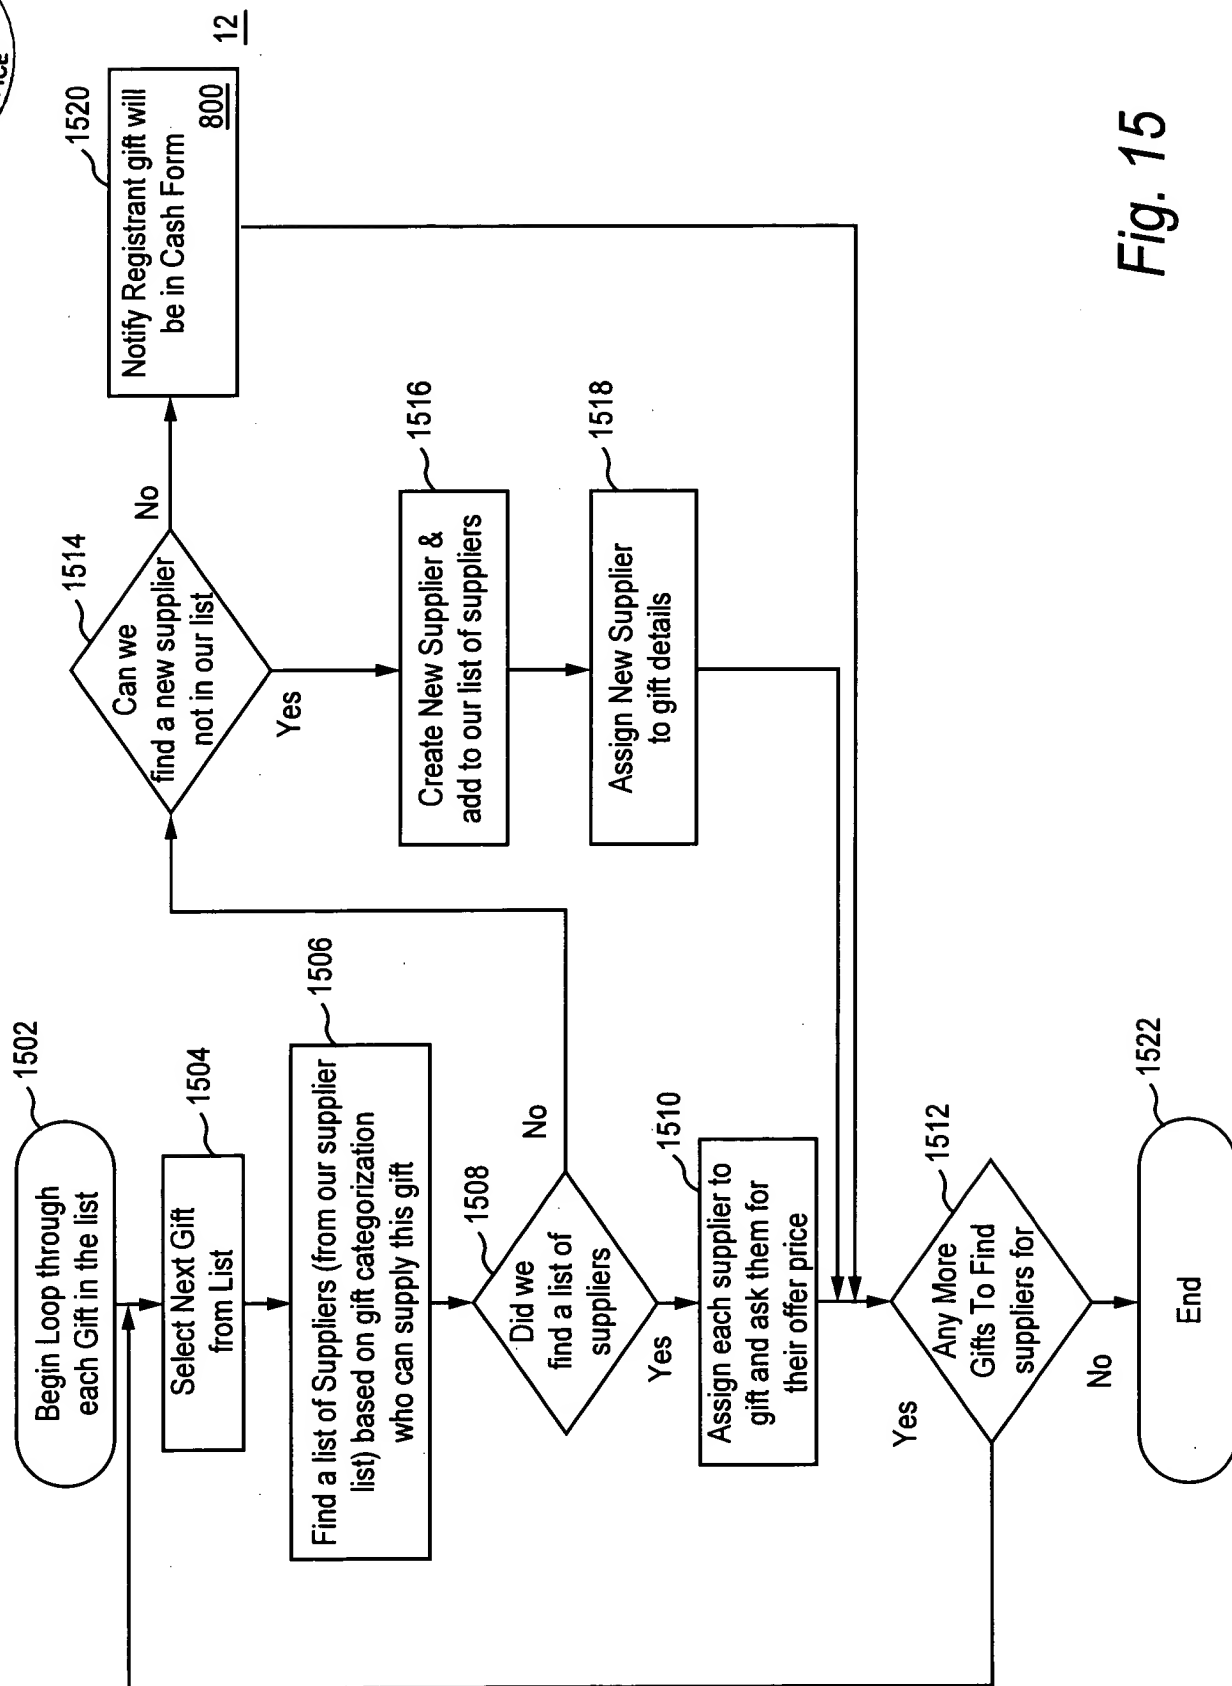 1502
Begin Loop through
each Gift in the list
1504
Select Next Gift
from List
1506
Find a list of Suppliers (from our supplier
list) based on gift categorization
who can supply this gift
1508
Did we
find a list of
suppliers
No
Yes
1510
Assign each supplier to
gift and ask them for
their offer price
1512
Any More
Gifts To Find
suppliers for
Yes
No
1522
End
1514
Can we
find a new supplier
not in our list
No
Yes
1516
Create New Supplier &
add to our list of suppliers
1518
Assign New Supplier
to gift details
1520
Notify Registrant gift will
be in Cash Form
800
12
Fig. 15